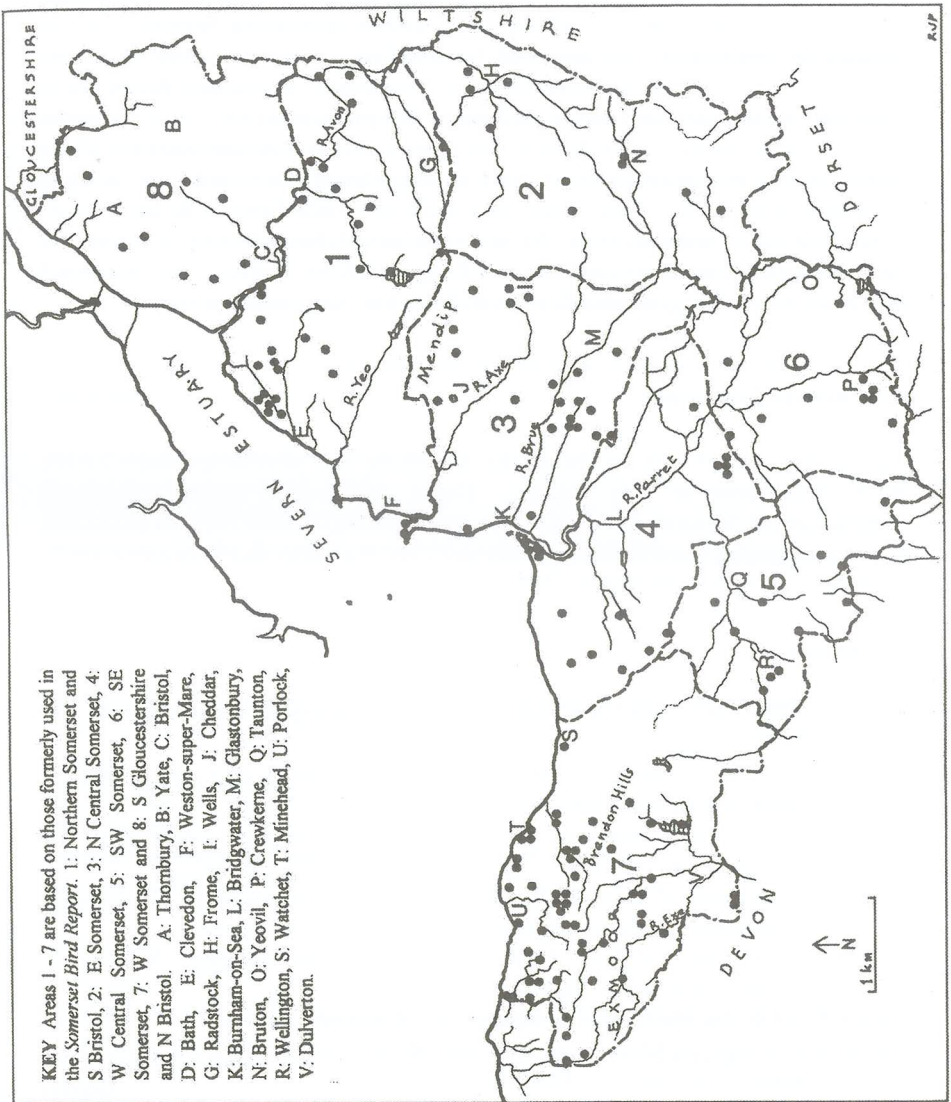 KEY Areas 1 - 7 are based on those formerly used in
the Somerset Bird Report. 1: Northern Somerset and
S Bristol, 2: E Somerset, 3: N Central Somerset, 4:
W Central Somerset, 5: SW Somerset, 6: SE
Somerset, 7: W Somerset and 8: S Gloucestershire
and N Bristol. A: Thornbury, B: Yate, C: Bristol,
D: Bath, E: Clevedon, F: Weston-super-Mare,
G: Radstock, H: Frome, I: Wells, J: Cheddar,
K: Burnham-on-Sea, L: Bridgwater, M: Glastonbury,
N: Bruton, O: Yeovil, P: Crewkerne, Q: Taunton,
R: Wellington, S: Watchet, T: Minehead, U: Porlock,
V: Dulverton.
GLOUCESTERSHIRE
WILTSHIRE
SEVERN ESTUARY
A
B
8
C
D
R. Avon
1
E
R. Yeo
G
H
F
Mendip
J
R. Axe
I
2
3
K
R. Brue
M
N
L
R. Parret
4
S
T
U
Brendon Hills
7
EXMOOR
R. Exe
V
Q
5
R
6
O
P
DORSET
DEVON
N
1 km
RJP